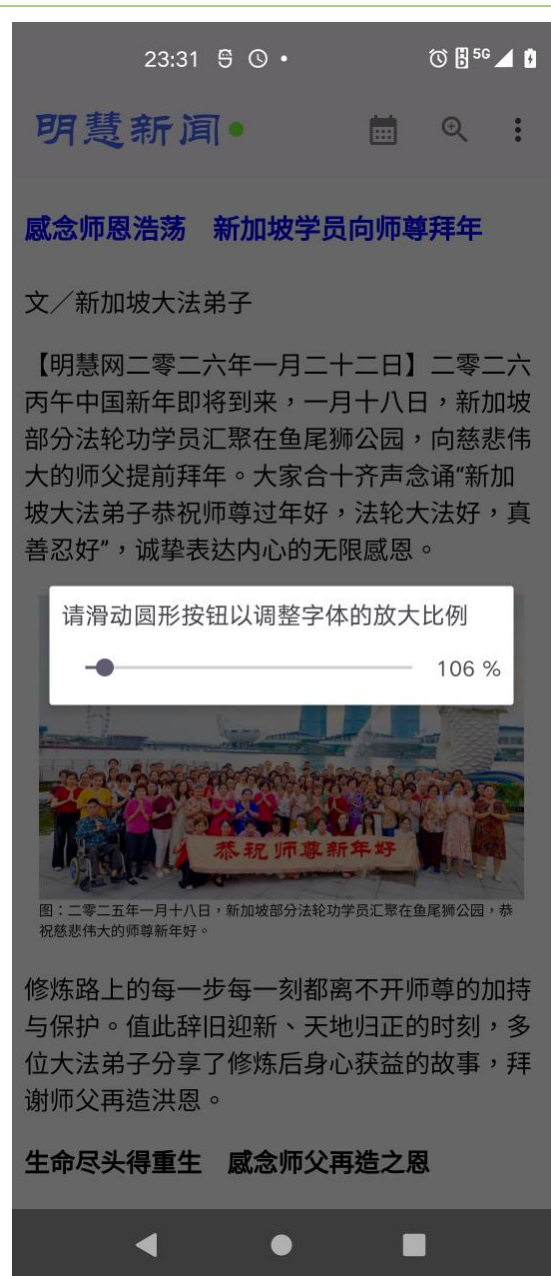 23:31
5G
明慧新闻
感念师恩浩荡　新加坡学员向师尊拜年
文／新加坡大法弟子
【明慧网二零二六年一月二十二日】二零二六
丙午中国新年即将到来，一月十八日，新加坡
部分法轮功学员汇聚在鱼尾狮公园，向慈悲伟
大的师父提前拜年。大家合十齐声念诵“新加
坡大法弟子恭祝师尊过年好，法轮大法好，真
善忍好”，诚挚表达内心的无限感恩。
请滑动圆形按钮以调整字体的放大比例
106 %
恭祝师尊新年好
图：二零二五年一月十八日，新加坡部分法轮功学员汇聚在鱼尾狮公园，恭
祝慈悲伟大的师尊新年好。
修炼路上的每一步每一刻都离不开师尊的加持
与保护。值此辞旧迎新、天地归正的时刻，多
位大法弟子分享了修炼后身心获益的故事，拜
谢师父再造洪恩。
生命尽头得重生　感念师父再造之恩